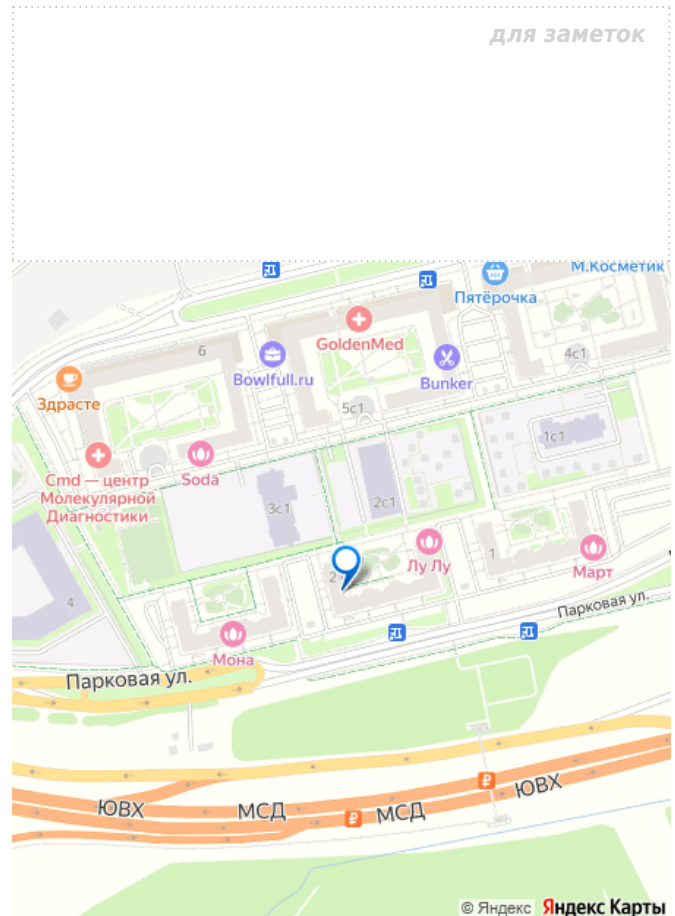 для заметок
М.Косметик
Пятёрочка
GoldenMed
4с1
6
Bowlfull.ru
Bunker
Здрасте
5с1
1с1
Cmd — центр
Молекулярной
Диагностики
Soda
3с1
2с1
Лу Лу
1
Март
2
4
Парковая ул.
Мона
Парковая ул.
ЮВХ
МСД
₽
МСД
₽
ЮВХ
© Яндекс Яндекс Карты